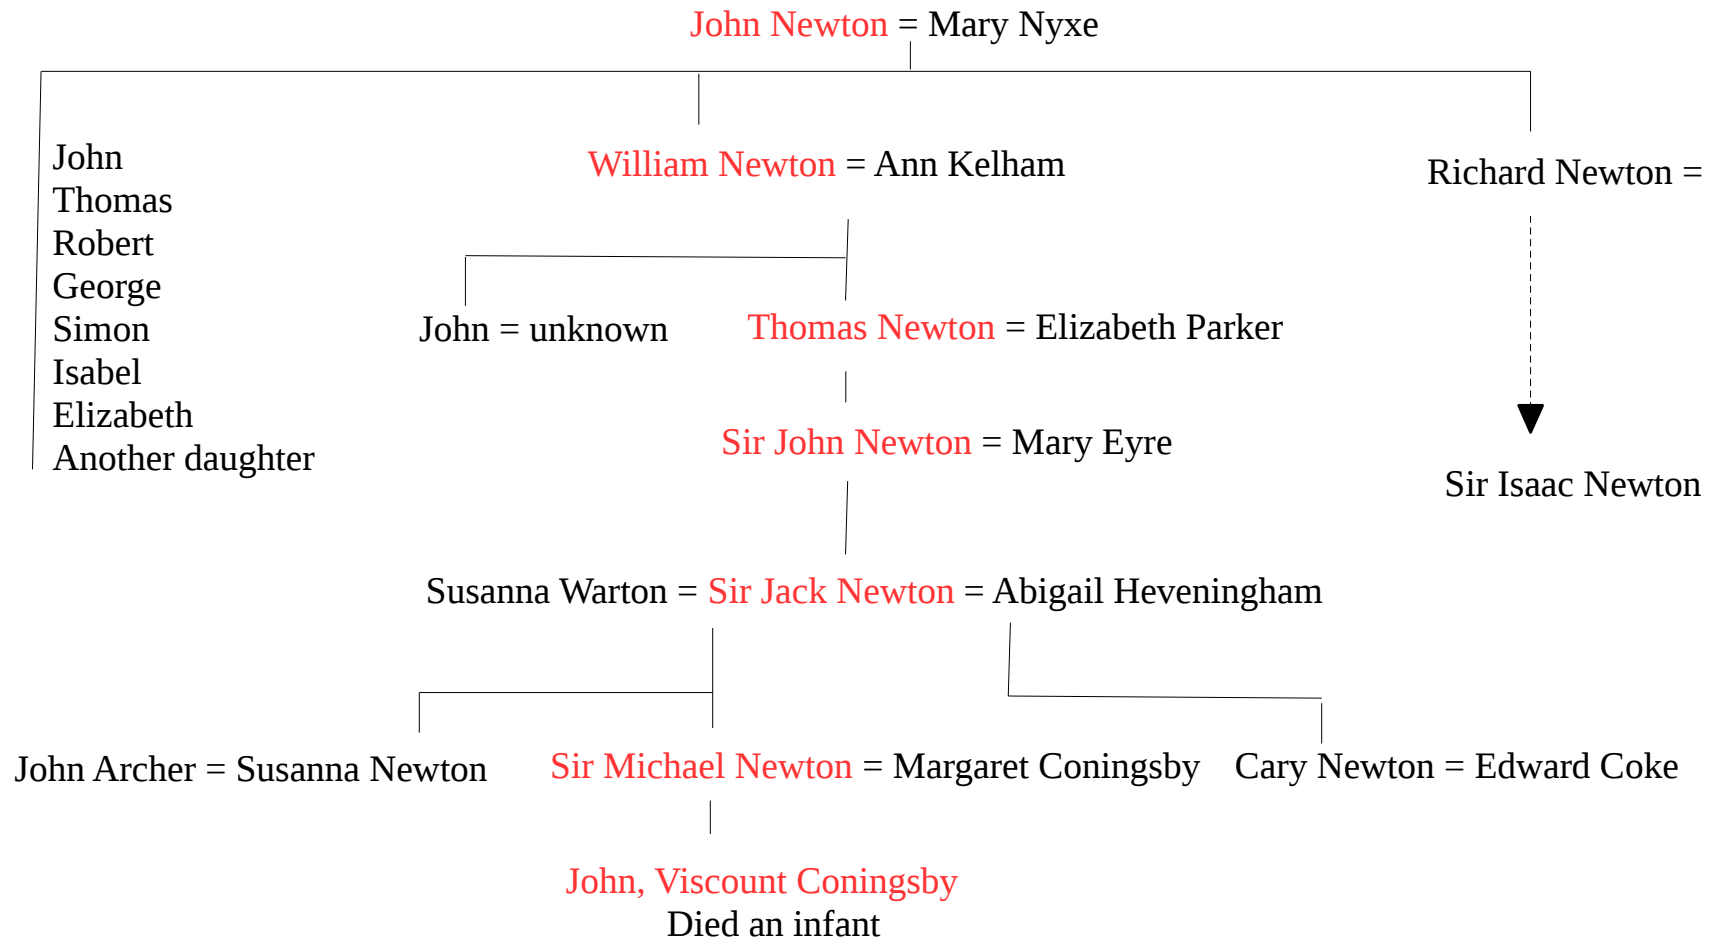 John Newton = Mary Nyxe
John
Thomas
Robert
George
Simon
Isabel
Elizabeth
Another daughter
William Newton = Ann Kelham
Richard Newton =
John = unknown
Thomas Newton = Elizabeth Parker
Sir John Newton = Mary Eyre
Sir Isaac Newton
Susanna Warton = Sir Jack Newton = Abigail Heveningham
John Archer = Susanna Newton
Sir Michael Newton = Margaret Coningsby
Cary Newton = Edward Coke
John, Viscount Coningsby
Died an infant